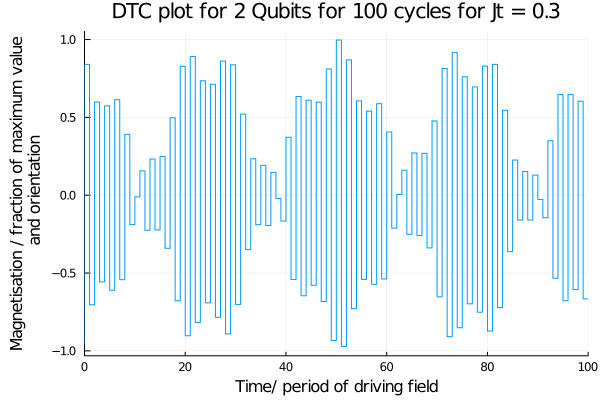 DTC plot for 2 Qubits for 100 cycles for Jt = 0.3
Magnetisation / fraction of maximum value
and orientation
1.0
0.5
0.0
−0.5
−1.0
0
20
40
60
80
100
Time/ period of driving field